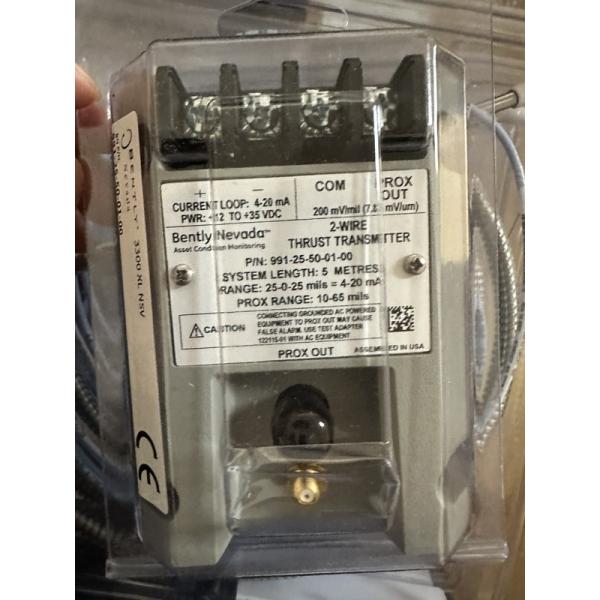 + −
CURRENT LOOP: 4-20 mA
PWR: +12 TO +35 VDC
COM PROX OUT
200 mV/mil (7.87 mV/um)
Bently Nevada™
Asset Condition Monitoring
2-WIRE
THRUST TRANSMITTER
P/N: 991-25-50-01-00
SYSTEM LENGTH: 5 METRES
RANGE: 25-0-25 mils = 4-20 mA
PROX RANGE: 10-65 mils
CAUTION
CONNECTING GROUNDED AC POWERED
EQUIPMENT TO PROX OUT MAY CAUSE
FALSE ALARM. USE TEST ADAPTER
122115-01 WITH AC EQUIPMENT
PROX OUT
ASSEMBLED IN USA
BENTLY
Nevada
3300 XL NSV
CE